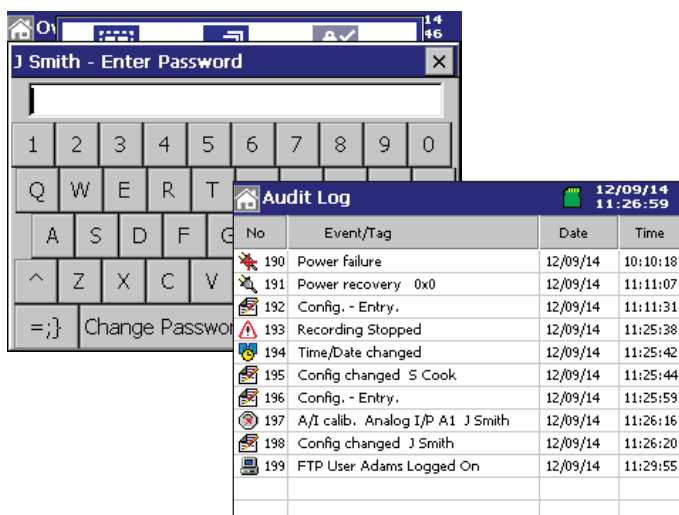 14
46
J Smith - Enter Password
1 2 3 4 5 6 7 8 9 0
Q W E R T
A S D F G
^ Z X C V
=;} Change
Audit Log 12/09/14
11:26:59
No Event/Tag Date Time
190 Power failure 12/09/14 10:10:18
191 Power recovery 0x0 12/09/14 11:11:07
192 Config. - Entry. 12/09/14 11:11:31
193 Recording Stopped 12/09/14 11:25:38
194 Time/Date changed 12/09/14 11:25:42
195 Config changed S Cook 12/09/14 11:25:44
196 Config. - Entry. 12/09/14 11:25:59
197 A/I calib. Analog I/P A1 J Smith 12/09/14 11:26:16
198 Config changed J Smith 12/09/14 11:26:20
199 FTP User Adams Logged On 12/09/14 11:29:55